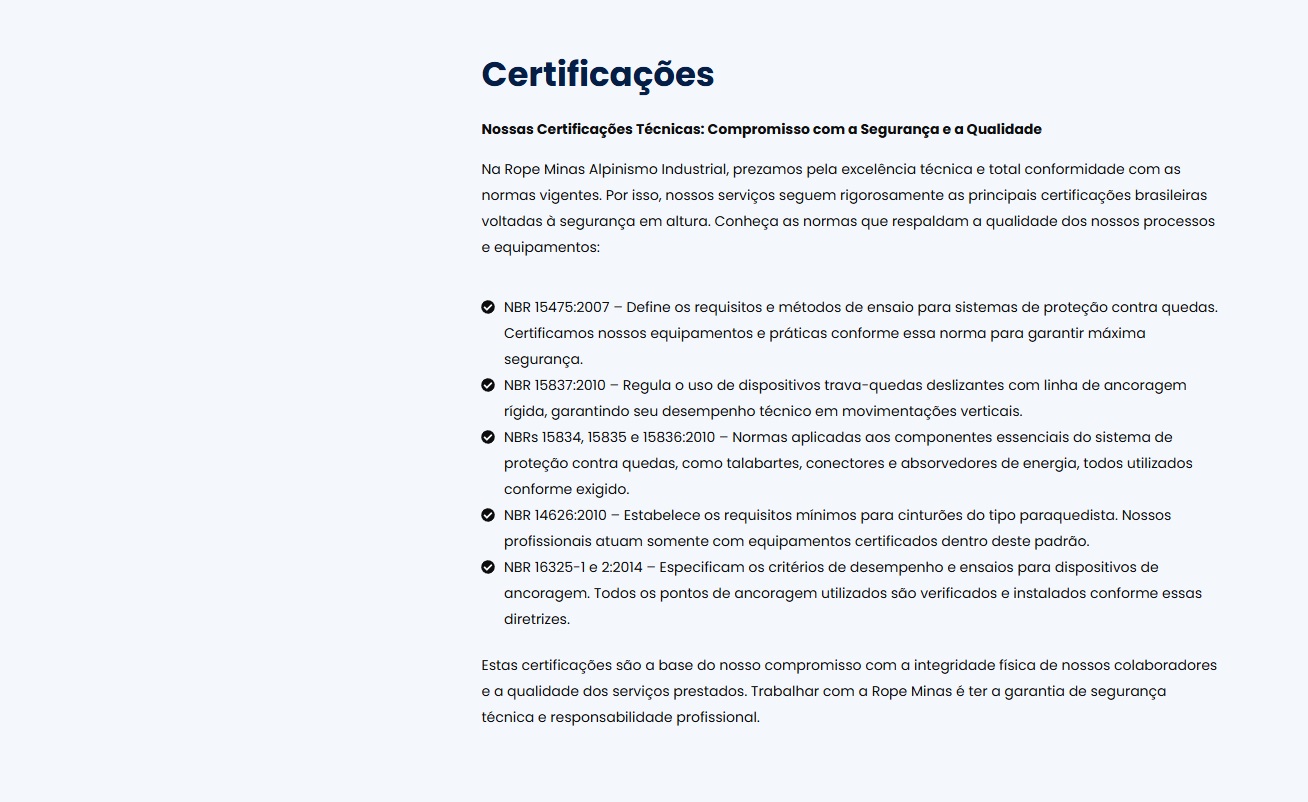 Certificações
Nossas Certificações Técnicas: Compromisso com a Segurança e a Qualidade
Na Rope Minas Alpinismo Industrial, prezamos pela excelência técnica e total conformidade com as
normas vigentes. Por isso, nossos serviços seguem rigorosamente as principais certificações brasileiras
voltadas à segurança em altura. Conheça as normas que respaldam a qualidade dos nossos processos
e equipamentos:
NBR 15475:2007 – Define os requisitos e métodos de ensaio para sistemas de proteção contra quedas.
Certificamos nossos equipamentos e práticas conforme essa norma para garantir máxima
segurança.
NBR 15837:2010 – Regula o uso de dispositivos trava-quedas deslizantes com linha de ancoragem
rígida, garantindo seu desempenho técnico em movimentações verticais.
NBRs 15834, 15835 e 15836:2010 – Normas aplicadas aos componentes essenciais do sistema de
proteção contra quedas, como talabartes, conectores e absorvedores de energia, todos utilizados
conforme exigido.
NBR 14626:2010 – Estabelece os requisitos mínimos para cinturões do tipo paraquedista. Nossos
profissionais atuam somente com equipamentos certificados dentro deste padrão.
NBR 16325-1 e 2:2014 – Especificam os critérios de desempenho e ensaios para dispositivos de
ancoragem. Todos os pontos de ancoragem utilizados são verificados e instalados conforme essas
diretrizes.
Estas certificações são a base do nosso compromisso com a integridade física de nossos colaboradores
e a qualidade dos serviços prestados. Trabalhar com a Rope Minas é ter a garantia de segurança
técnica e responsabilidade profissional.